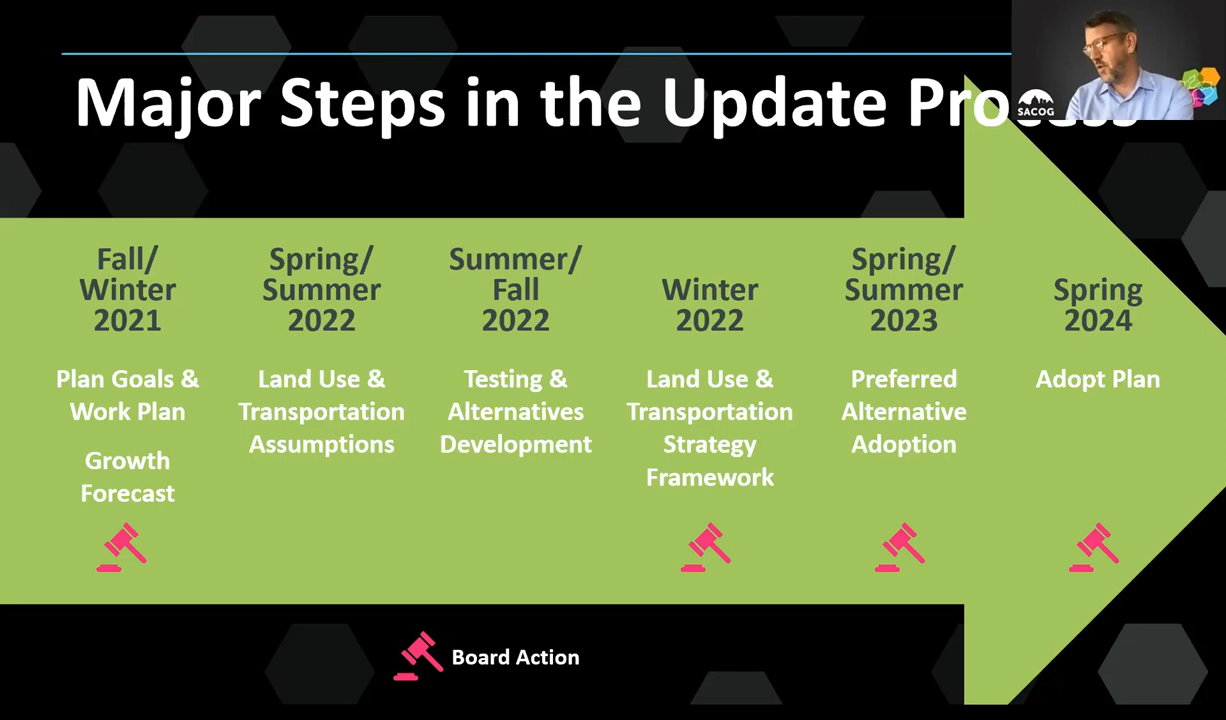 Major Steps in the Update Process
SACOG
Fall/
Winter
2021
Spring/
Summer
2022
Summer/
Fall
2022
Winter
2022
Spring/
Summer
2023
Spring
2024
Plan Goals &
Work Plan
Growth
Forecast
Land Use &
Transportation
Assumptions
Testing &
Alternatives
Development
Land Use &
Transportation
Strategy
Framework
Preferred
Alternative
Adoption
Adopt Plan
Board Action